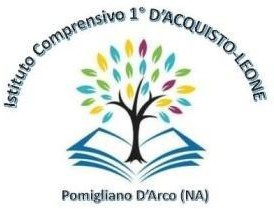 Istituto Comprensivo 1° D'ACQUISTO-LEONE
Pomigliano D'Arco (NA)